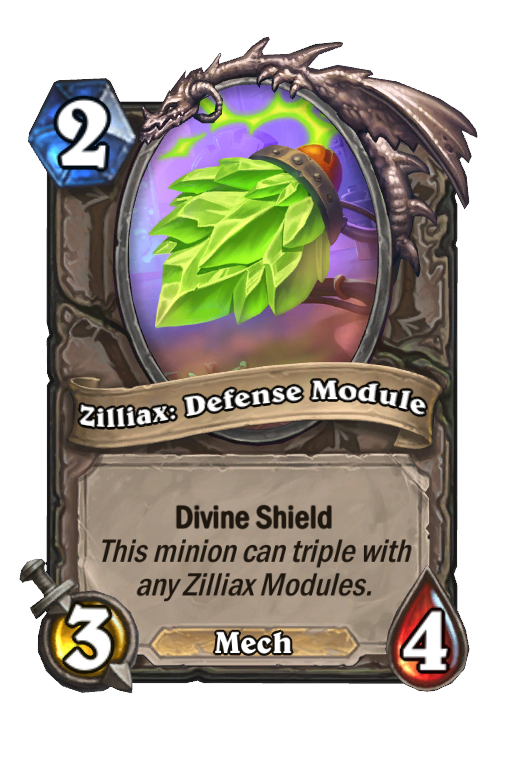 2
Zilliax: Defense Module
Divine Shield
This minion can triple with
any Zilliax Modules.
3
Mech
4